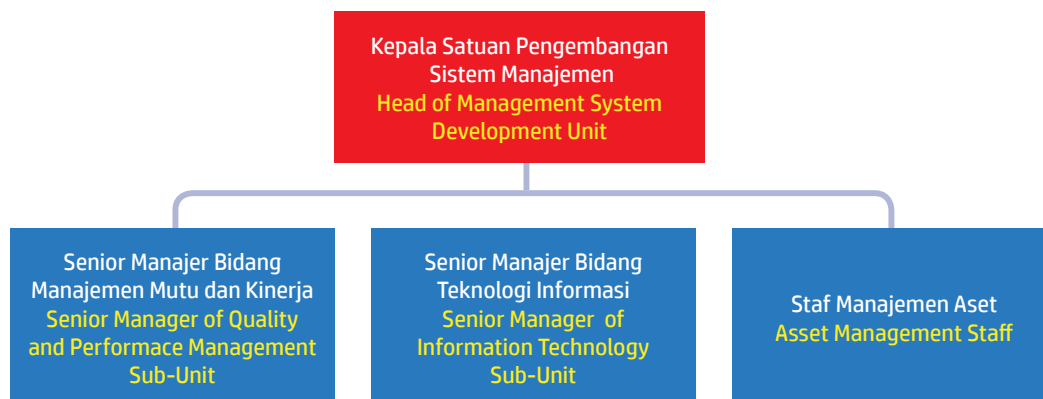 Kepala Satuan Pengembangan
Sistem Manajemen
Head of Management System
Development Unit
Senior Manajer Bidang
Manajemen Mutu dan Kinerja
Senior Manager of Quality
and Performace Management
Sub-Unit
Senior Manajer Bidang
Teknologi Informasi
Senior Manager of
Information Technology
Sub-Unit
Staf Manajemen Aset
Asset Management Staff